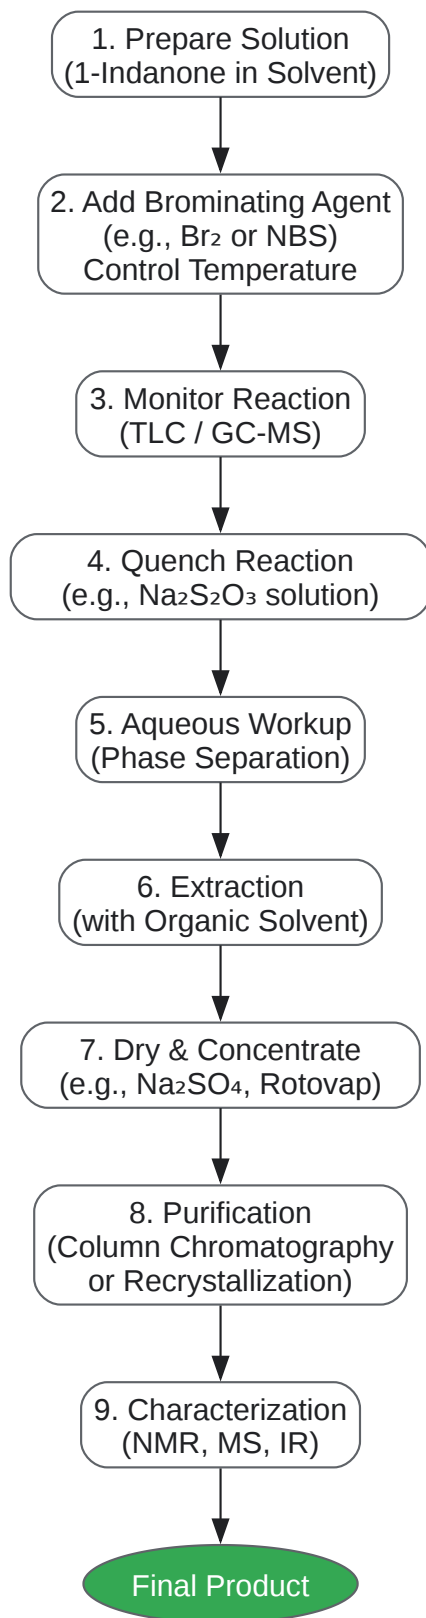 1. Prepare Solution
(1-Indanone in Solvent)
2. Add Brominating Agent
(e.g., Br₂ or NBS)
Control Temperature
3. Monitor Reaction
(TLC / GC-MS)
4. Quench Reaction
(e.g., Na₂S₂O₃ solution)
5. Aqueous Workup
(Phase Separation)
6. Extraction
(with Organic Solvent)
7. Dry & Concentrate
(e.g., Na₂SO₄, Rotovap)
8. Purification
(Column Chromatography
or Recrystallization)
9. Characterization
(NMR, MS, IR)
Final Product